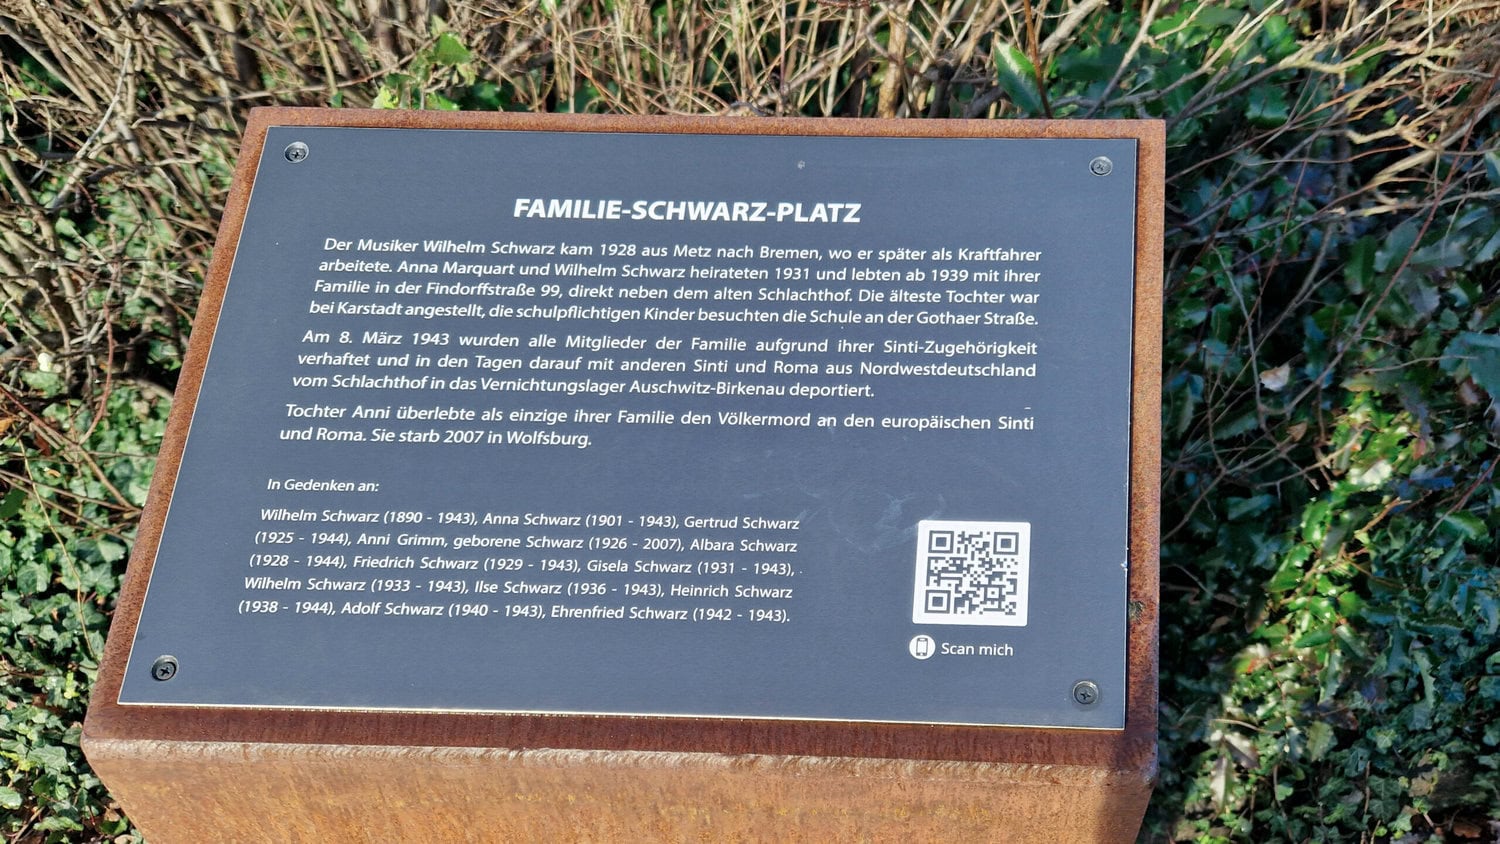 FAMILIE-SCHWARZ-PLATZ
Der Musiker Wilhelm Schwarz kam 1928 aus Metz nach Bremen, wo er später als Kraftfahrer
arbeitete. Anna Marquart und Wilhelm Schwarz heirateten 1931 und lebten ab 1939 mit ihrer
Familie in der Findorffstraße 99, direkt neben dem alten Schlachthof. Die älteste Tochter war
bei Karstadt angestellt, die schulpflichtigen Kinder besuchten die Schule an der Gothaer Straße.
Am 8. März 1943 wurden alle Mitglieder der Familie aufgrund ihrer Sinti-Zugehörigkeit
verhaftet und in den Tagen darauf mit anderen Sinti und Roma aus Nordwestdeutschland
vom Schlachthof in das Vernichtungslager Auschwitz-Birkenau deportiert.
Tochter Anni überlebte als einzige ihrer Familie den Völkermord an den europäischen Sinti
und Roma. Sie starb 2007 in Wolfsburg.
In Gedenken an:
Wilhelm Schwarz (1890 - 1943), Anna Schwarz (1901 - 1943), Gertrud Schwarz
(1925 - 1944), Anni Grimm, geborene Schwarz (1926 - 2007), Albara Schwarz
(1928 - 1944), Friedrich Schwarz (1929 - 1943), Gisela Schwarz (1931 - 1943),
Wilhelm Schwarz (1933 - 1943), Ilse Schwarz (1936 - 1943), Heinrich Schwarz
(1938 - 1944), Adolf Schwarz (1940 - 1943), Ehrenfried Schwarz (1942 - 1943).
Scan mich